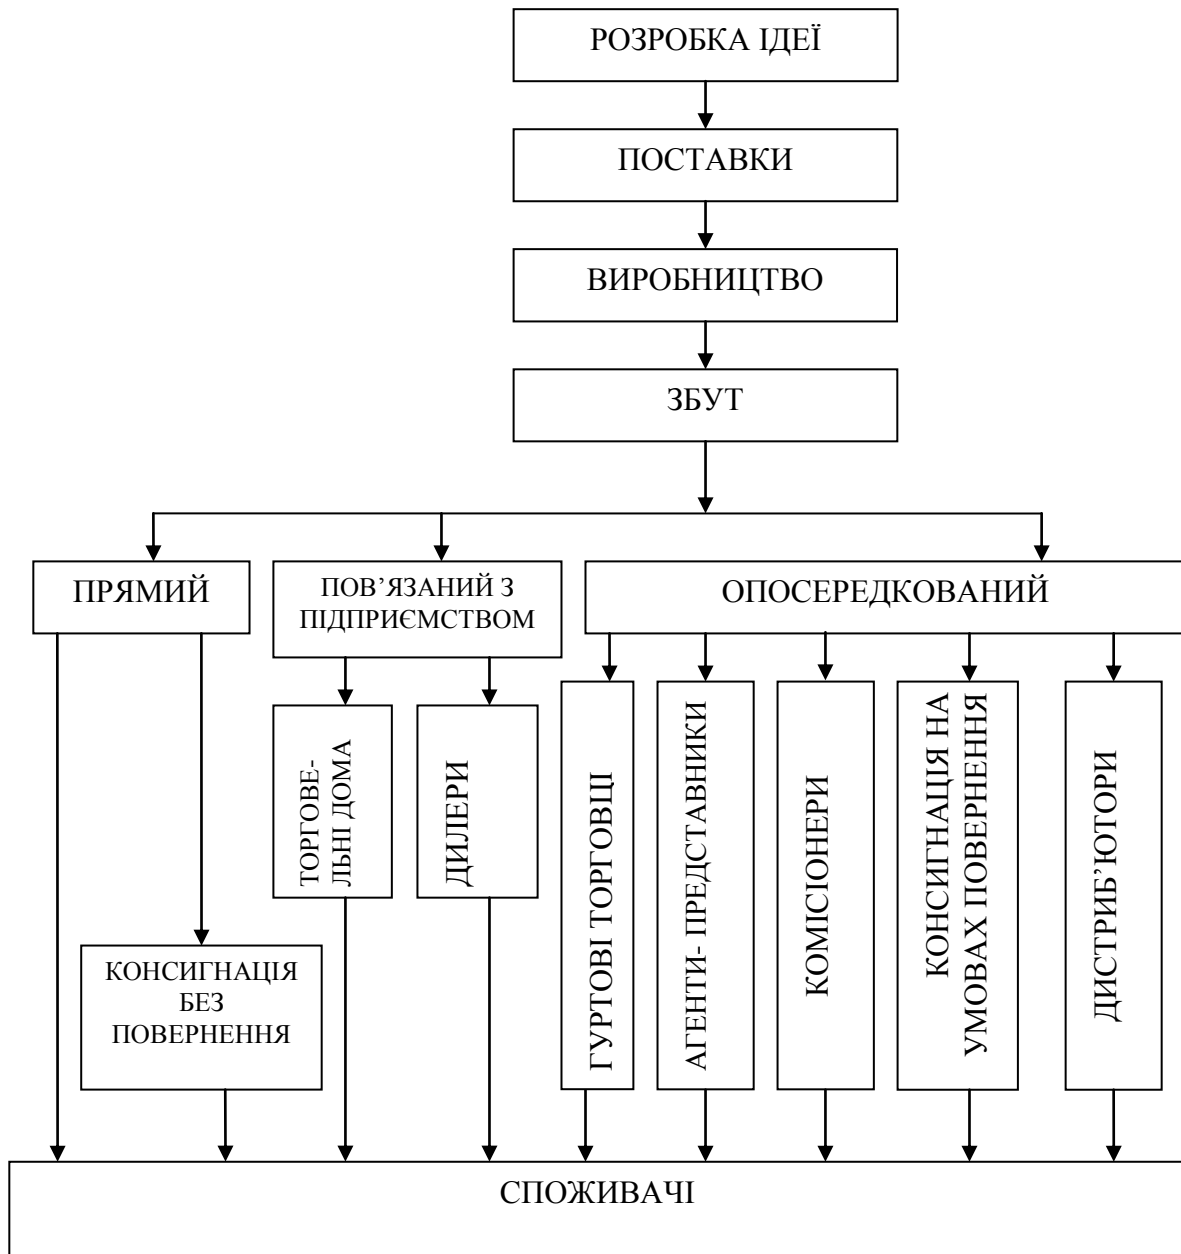 РОЗРОБКА ІДЕЇ
ПОСТАВКИ
ВИРОБНИЦТВО
ЗБУТ
ПРЯМИЙ
ПОВ’ЯЗАНИЙ З
ПІДПРИЄМСТВОМ
ОПОСЕРЕДКОВАНИЙ
ТОРГОВЕ-
ЛЬНІ ДОМА
ДИЛЕРИ
ГУРТОВІ ТОРГОВЦІ
АГЕНТИ- ПРЕДСТАВНИКИ
КОМІСІОНЕРИ
КОНСИГНАЦІЯ НА
УМОВАХ ПОВЕРНЕННЯ
ДИСТРИБ’ЮТОРИ
КОНСИГНАЦІЯ
БЕЗ
ПОВЕРНЕННЯ
СПОЖИВАЧІ